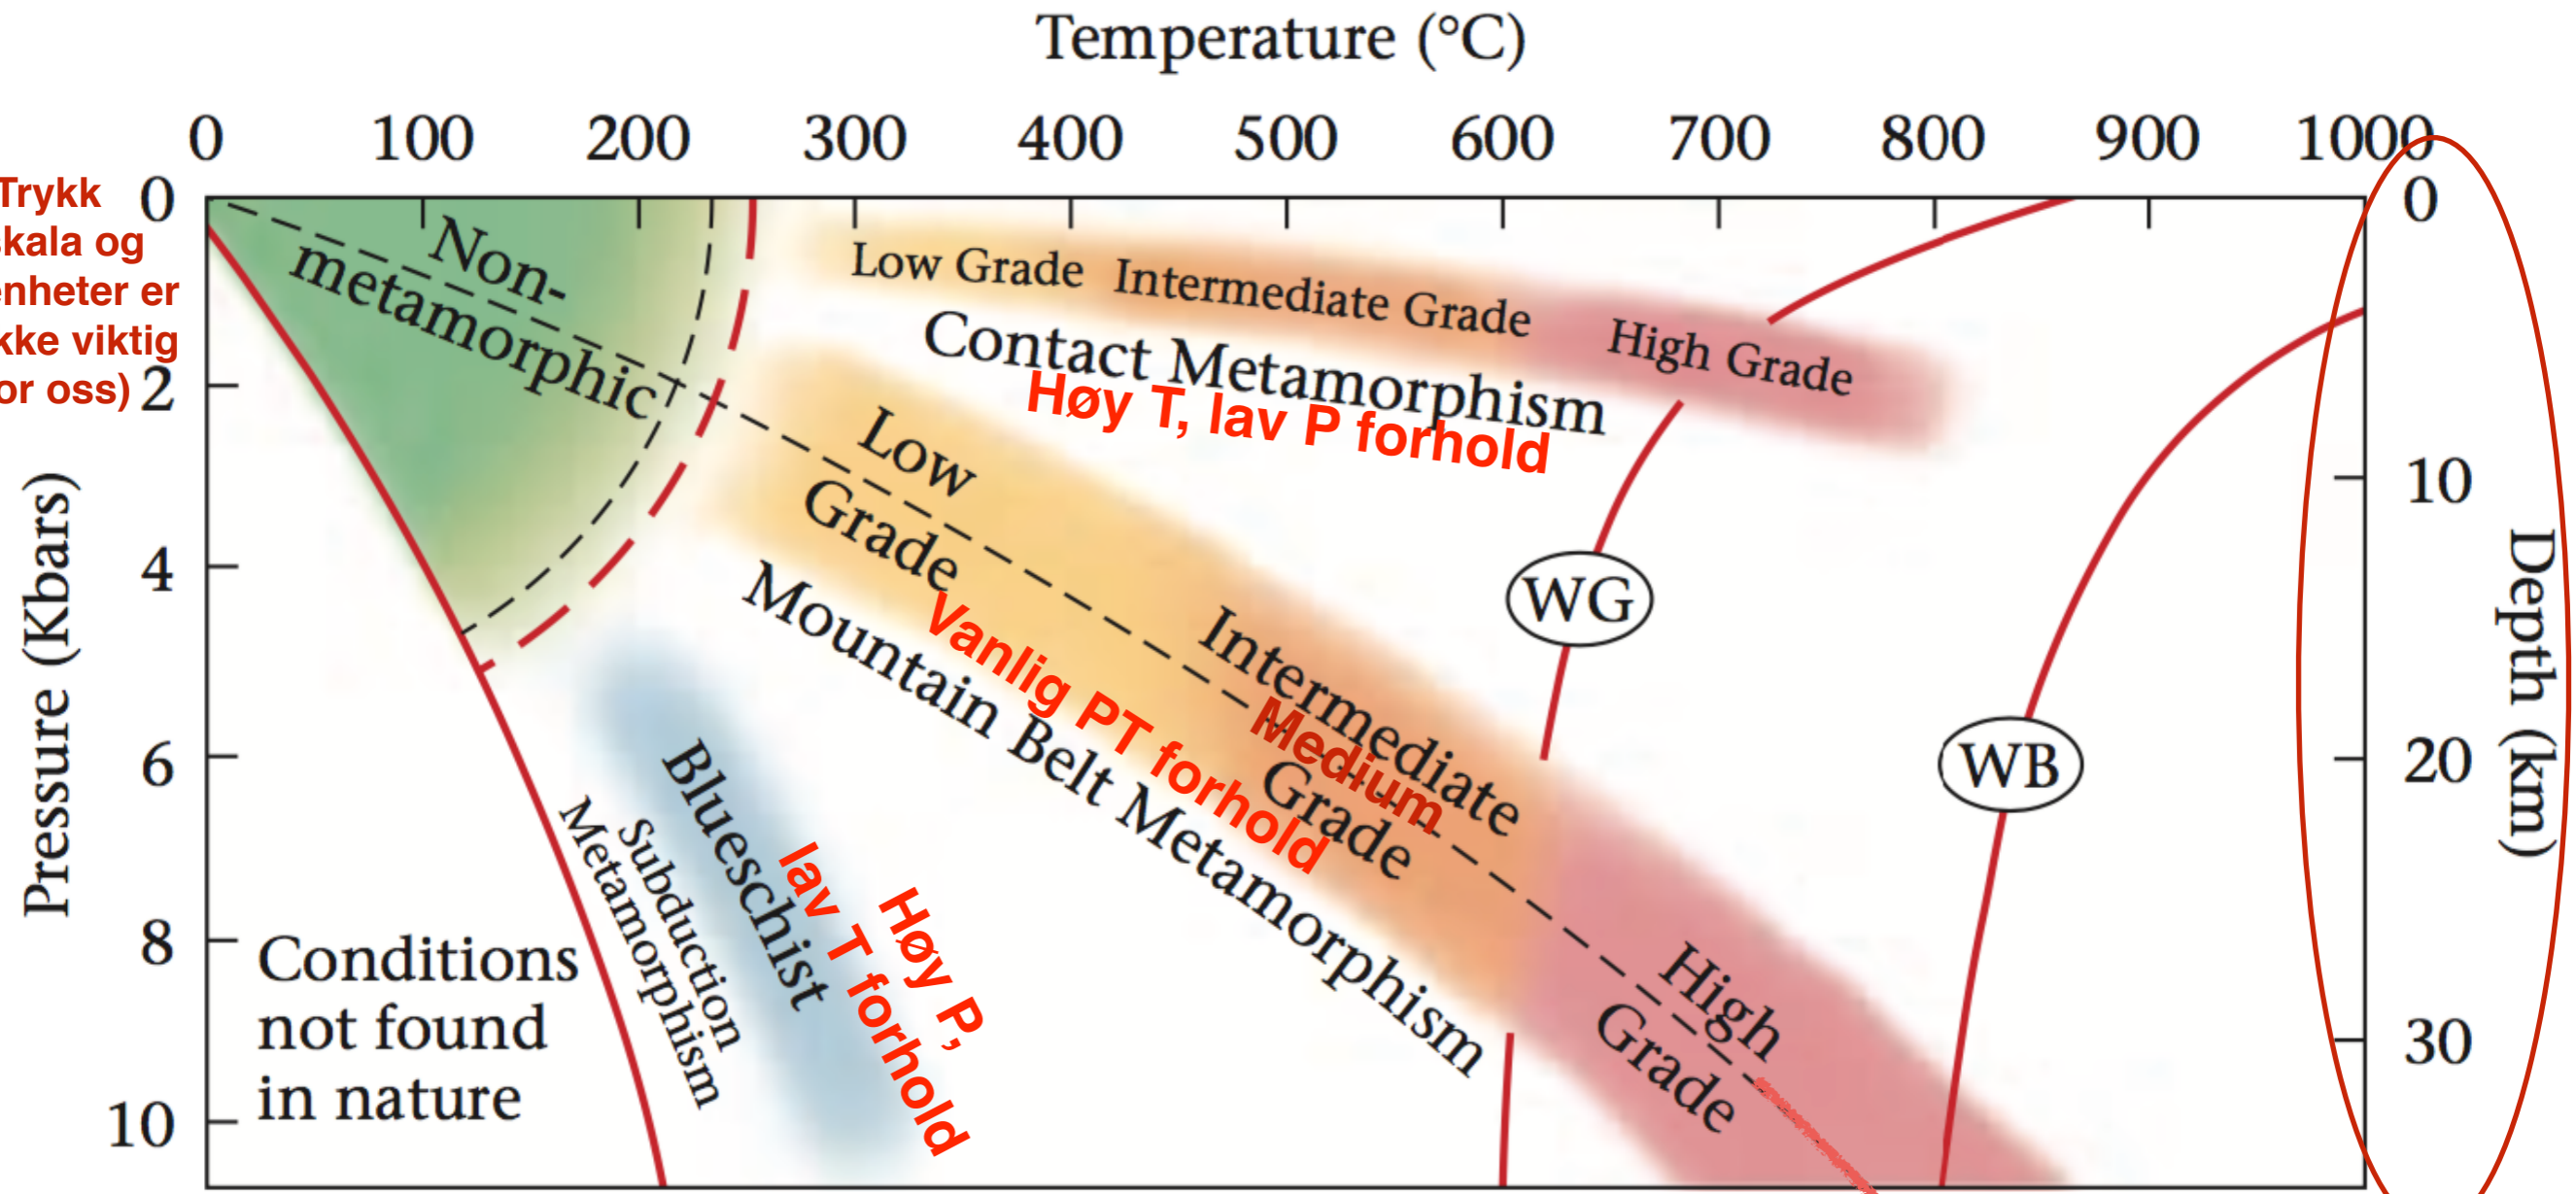 Temperature (°C)
0 100 200 300 400 500 600 700 800 900 1000
Trykk
skala og
enheter er
kke viktig
or oss)
Pressure (Kbars)
0
2
4
6
8
10
Non-
metamorphic
Low Grade Intermediate Grade High Grade
Contact Metamorphism
Høy T, lav P forhold
Low
Grade
Intermediate
Medium
Grade
High
Grade
Vanlig PT forhold
Mountain Belt Metamorphism
WG
WB
Blueschist
Subduction
Metamorphism
Høy P,
lav T forhold
Conditions
not found
in nature
0
10
20
30
Depth (km)